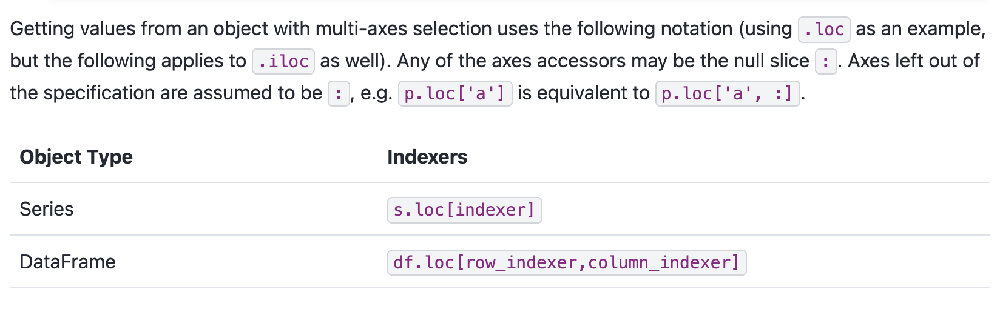 Getting values from an object with multi-axes selection uses the following notation (using .loc as an example,
but the following applies to .iloc as well). Any of the axes accessors may be the null slice :. Axes left out of
the specification are assumed to be :, e.g. p.loc['a'] is equivalent to p.loc['a', :].
Object Type Indexers
Series s.loc[indexer]
DataFrame df.loc[row_indexer,column_indexer]